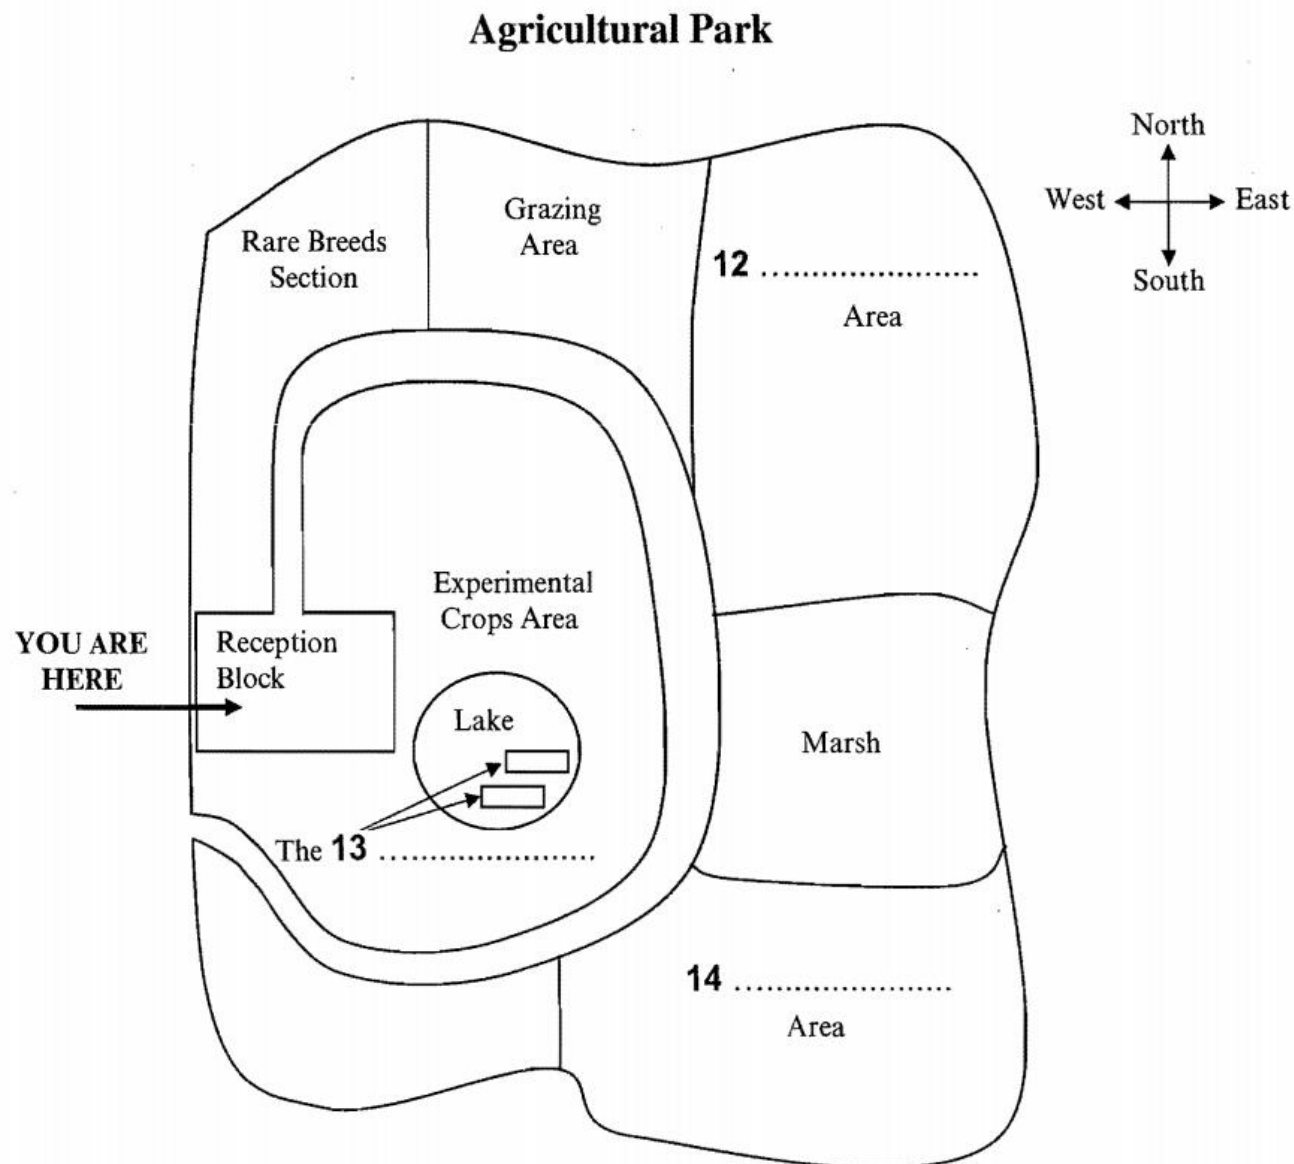 Agricultural Park
North
West
East
South
Rare Breeds
Section
Grazing
Area
12 ........................
Area
Experimental
Crops Area
YOU ARE
HERE
Reception
Block
Lake
Marsh
The 13 ........................
14 ........................
Area